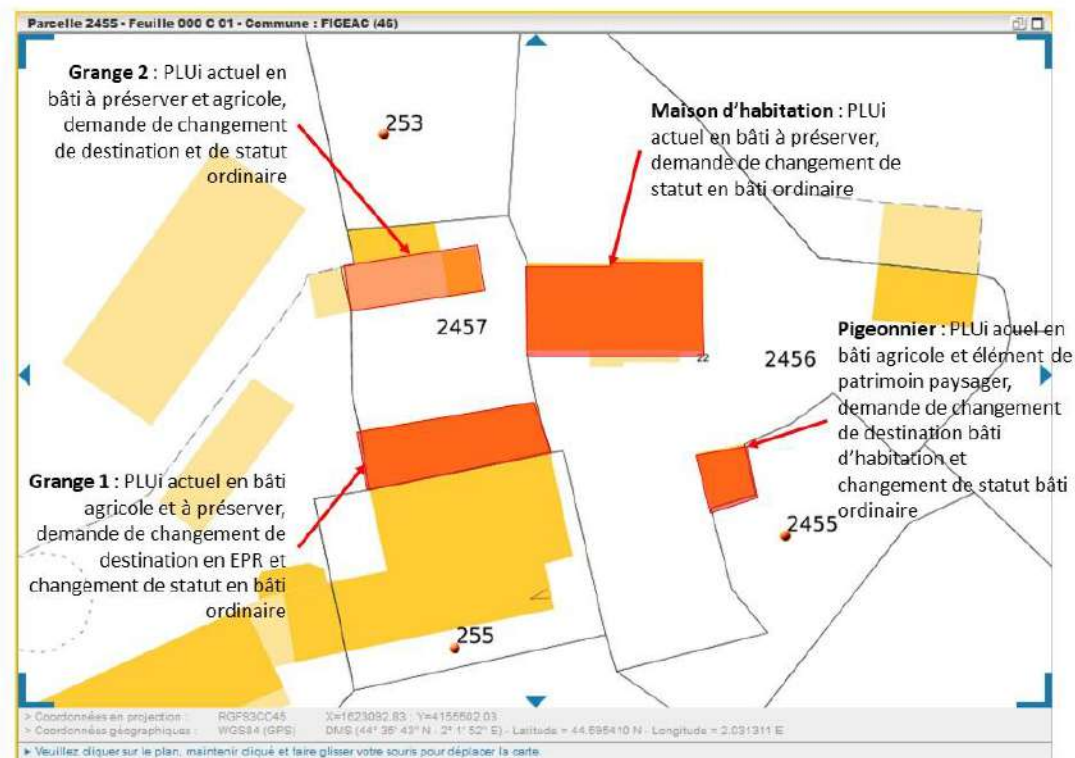 Parcelle 2455 - Feuille 000 C 01 - Commune : FIGEAC (46)
Grange 2 : PLUi actuel en
bâti à préserver et agricole,
demande de changement
de destination et de statut
ordinaire
253
Maison d'habitation : PLUi
actuel en bâti à préserver,
demande de changement de
statut en bâti ordinaire
2457
22
2456
Pigeonnier : PLUi acuel en
bâti agricole et élément de
patrimoin paysager,
demande de changement
de destination bâti
d'habitation et
changement de statut bâti
ordinaire
Grange 1 : PLUi actuel en bâti
agricole et à préserver,
demande de changement de
destination en EPR et
changement de statut en bâti
ordinaire
2455
255
> Coordonnées en projection : RGF93CC45 X=1623092.83 Y=4155502.03
> Coordonnées géographiques : WGS84 (GPS) DMS (44° 35' 43" N - 2° 1' 52" E) - Latitude = 44.595410 N - Longitude = 2.031311 E
Veuillez cliquer sur le plan, maintenir cliqué et faire glisser votre souris pour déplacer la carte.